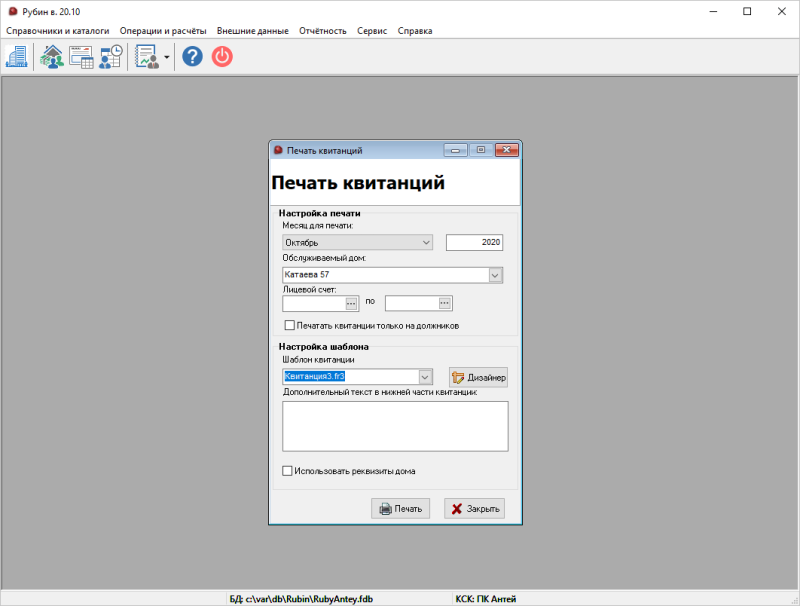 Рубин в. 20.10
Справочники и каталоги Операции и расчёты Внешние данные Отчётность Сервис Справка
Печать квитанций
Печать квитанций
Настройка печати
Месяц для печати:
Октябрь 2020
Обслуживаемый дом:
Катаева 57
Лицевой счет:
... по ...
Печатать квитанции только на должников
Настройка шаблона
Шаблон квитанции
Квитанция3.fr3 Дизайнер
Дополнительный текст в нижней части квитанции:
Использовать реквизиты дома
Печать Закрыть
БД: c:\var\db\Rubin\RubyAntey.fdb КСК: ПК Антей